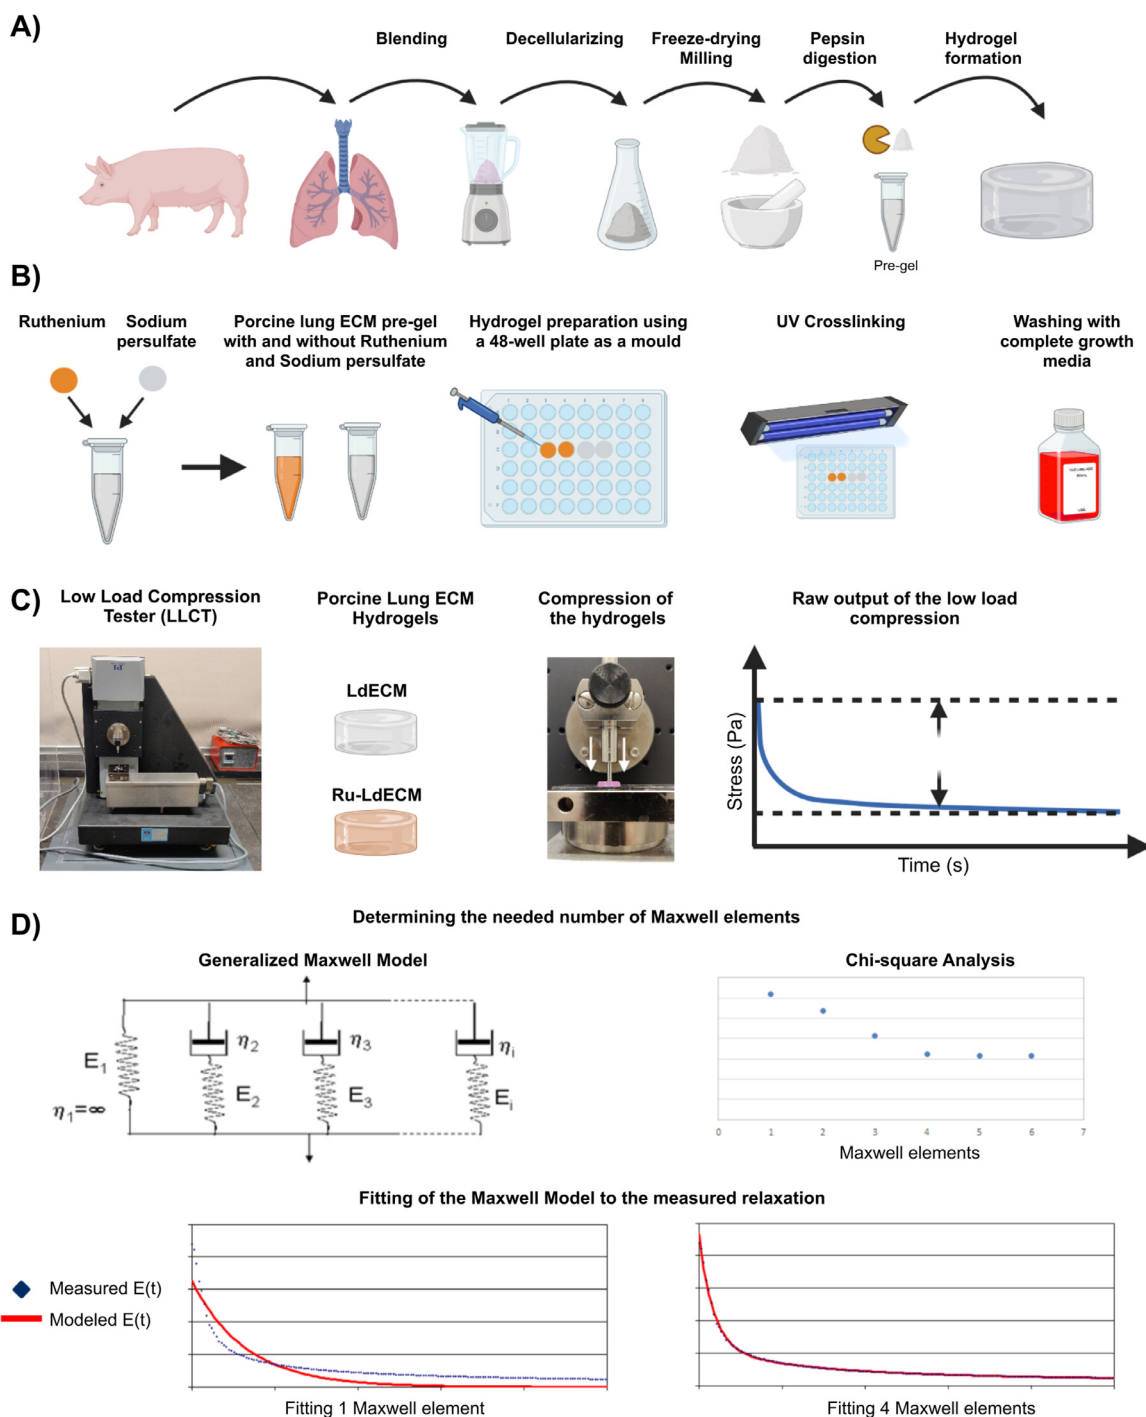 A)
Blending
Decellularizing
Freeze-drying
Milling
Pepsin
digestion
Hydrogel
formation
Pre-gel
B)
Ruthenium
Sodium
persulfate
Porcine lung ECM pre-gel
with and without Ruthenium
and Sodium persulfate
Hydrogel preparation using
a 48-well plate as a mould
UV Crosslinking
Washing with
complete growth
media
C)
Low Load Compression
Tester (LLCT)
Porcine Lung ECM
Hydrogels
LdECM
Ru-LdECM
Compression of
the hydrogels
Raw output of the low load
compression
Stress (Pa)
Time (s)
D)
Determining the needed number of Maxwell elements
Generalized Maxwell Model
E1
η1=∞
η2
E2
η3
E3
ηi
Ei
Chi-square Analysis
0 1 2 3 4 5 6 7
Maxwell elements
Fitting of the Maxwell Model to the measured relaxation
Measured E(t)
Modeled E(t)
Fitting 1 Maxwell element
Fitting 4 Maxwell elements